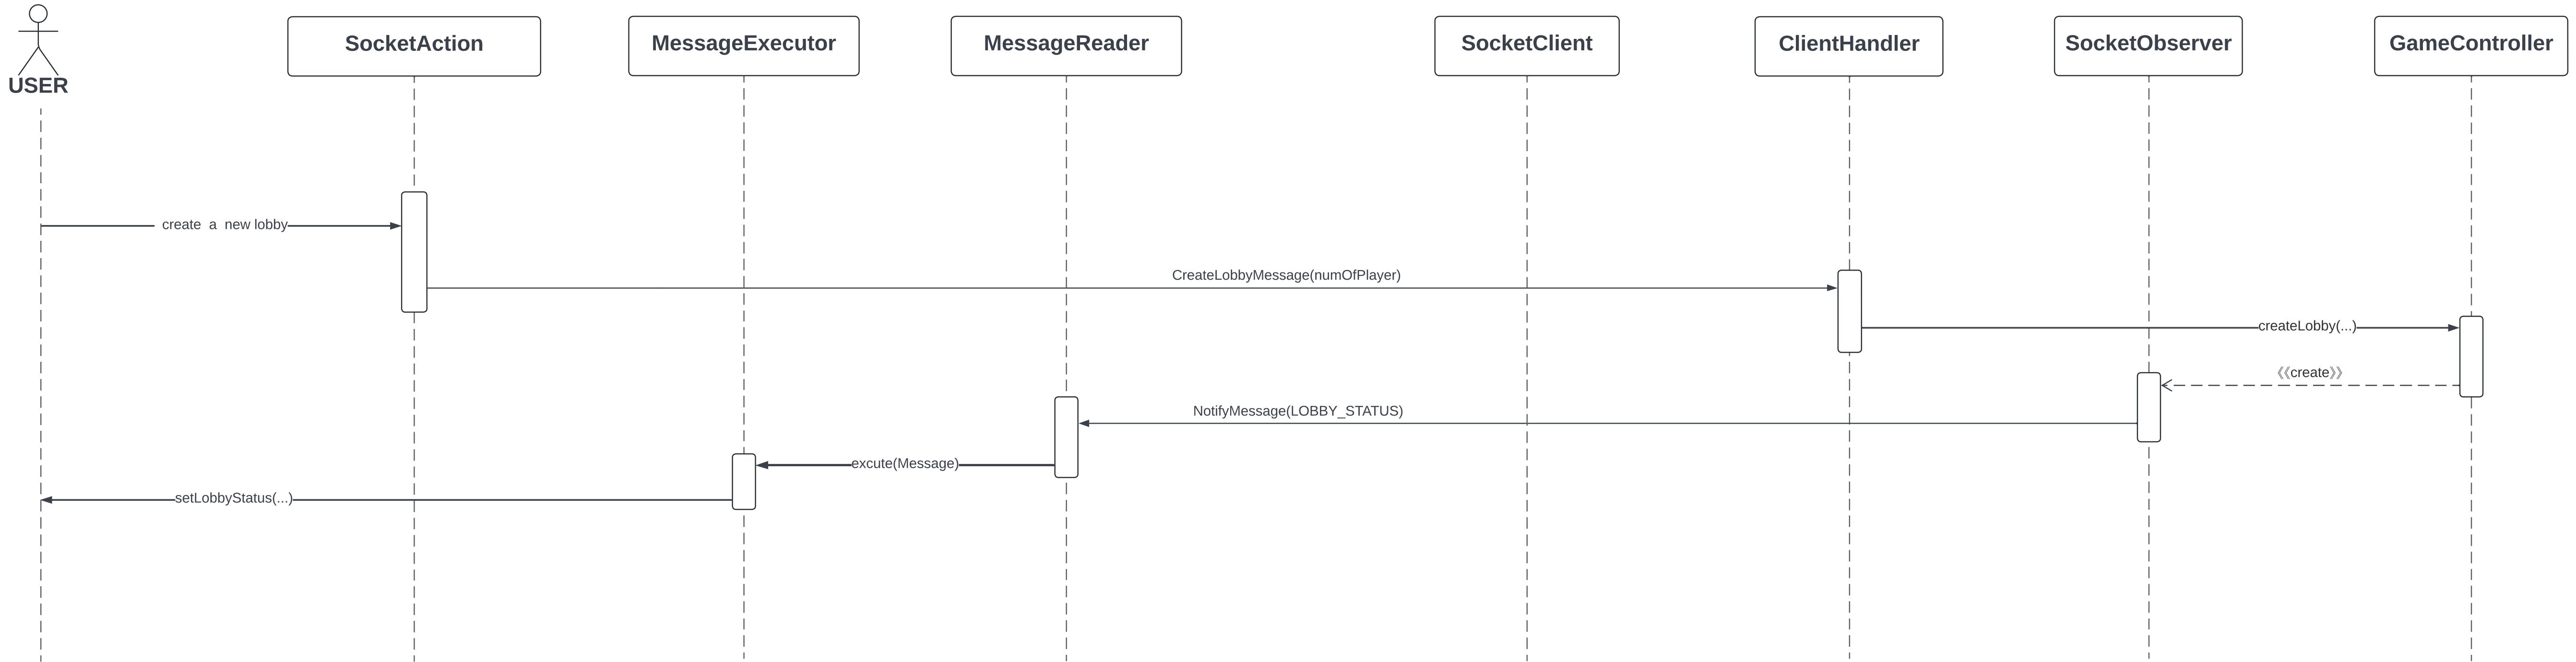 USER
SocketAction
MessageExecutor
MessageReader
SocketClient
ClientHandler
SocketObserver
GameController
create a new lobby
CreateLobbyMessage(numOfPlayer)
createLobby(...)
《《create》》
NotifyMessage(LOBBY_STATUS)
excute(Message)
setLobbyStatus(...)